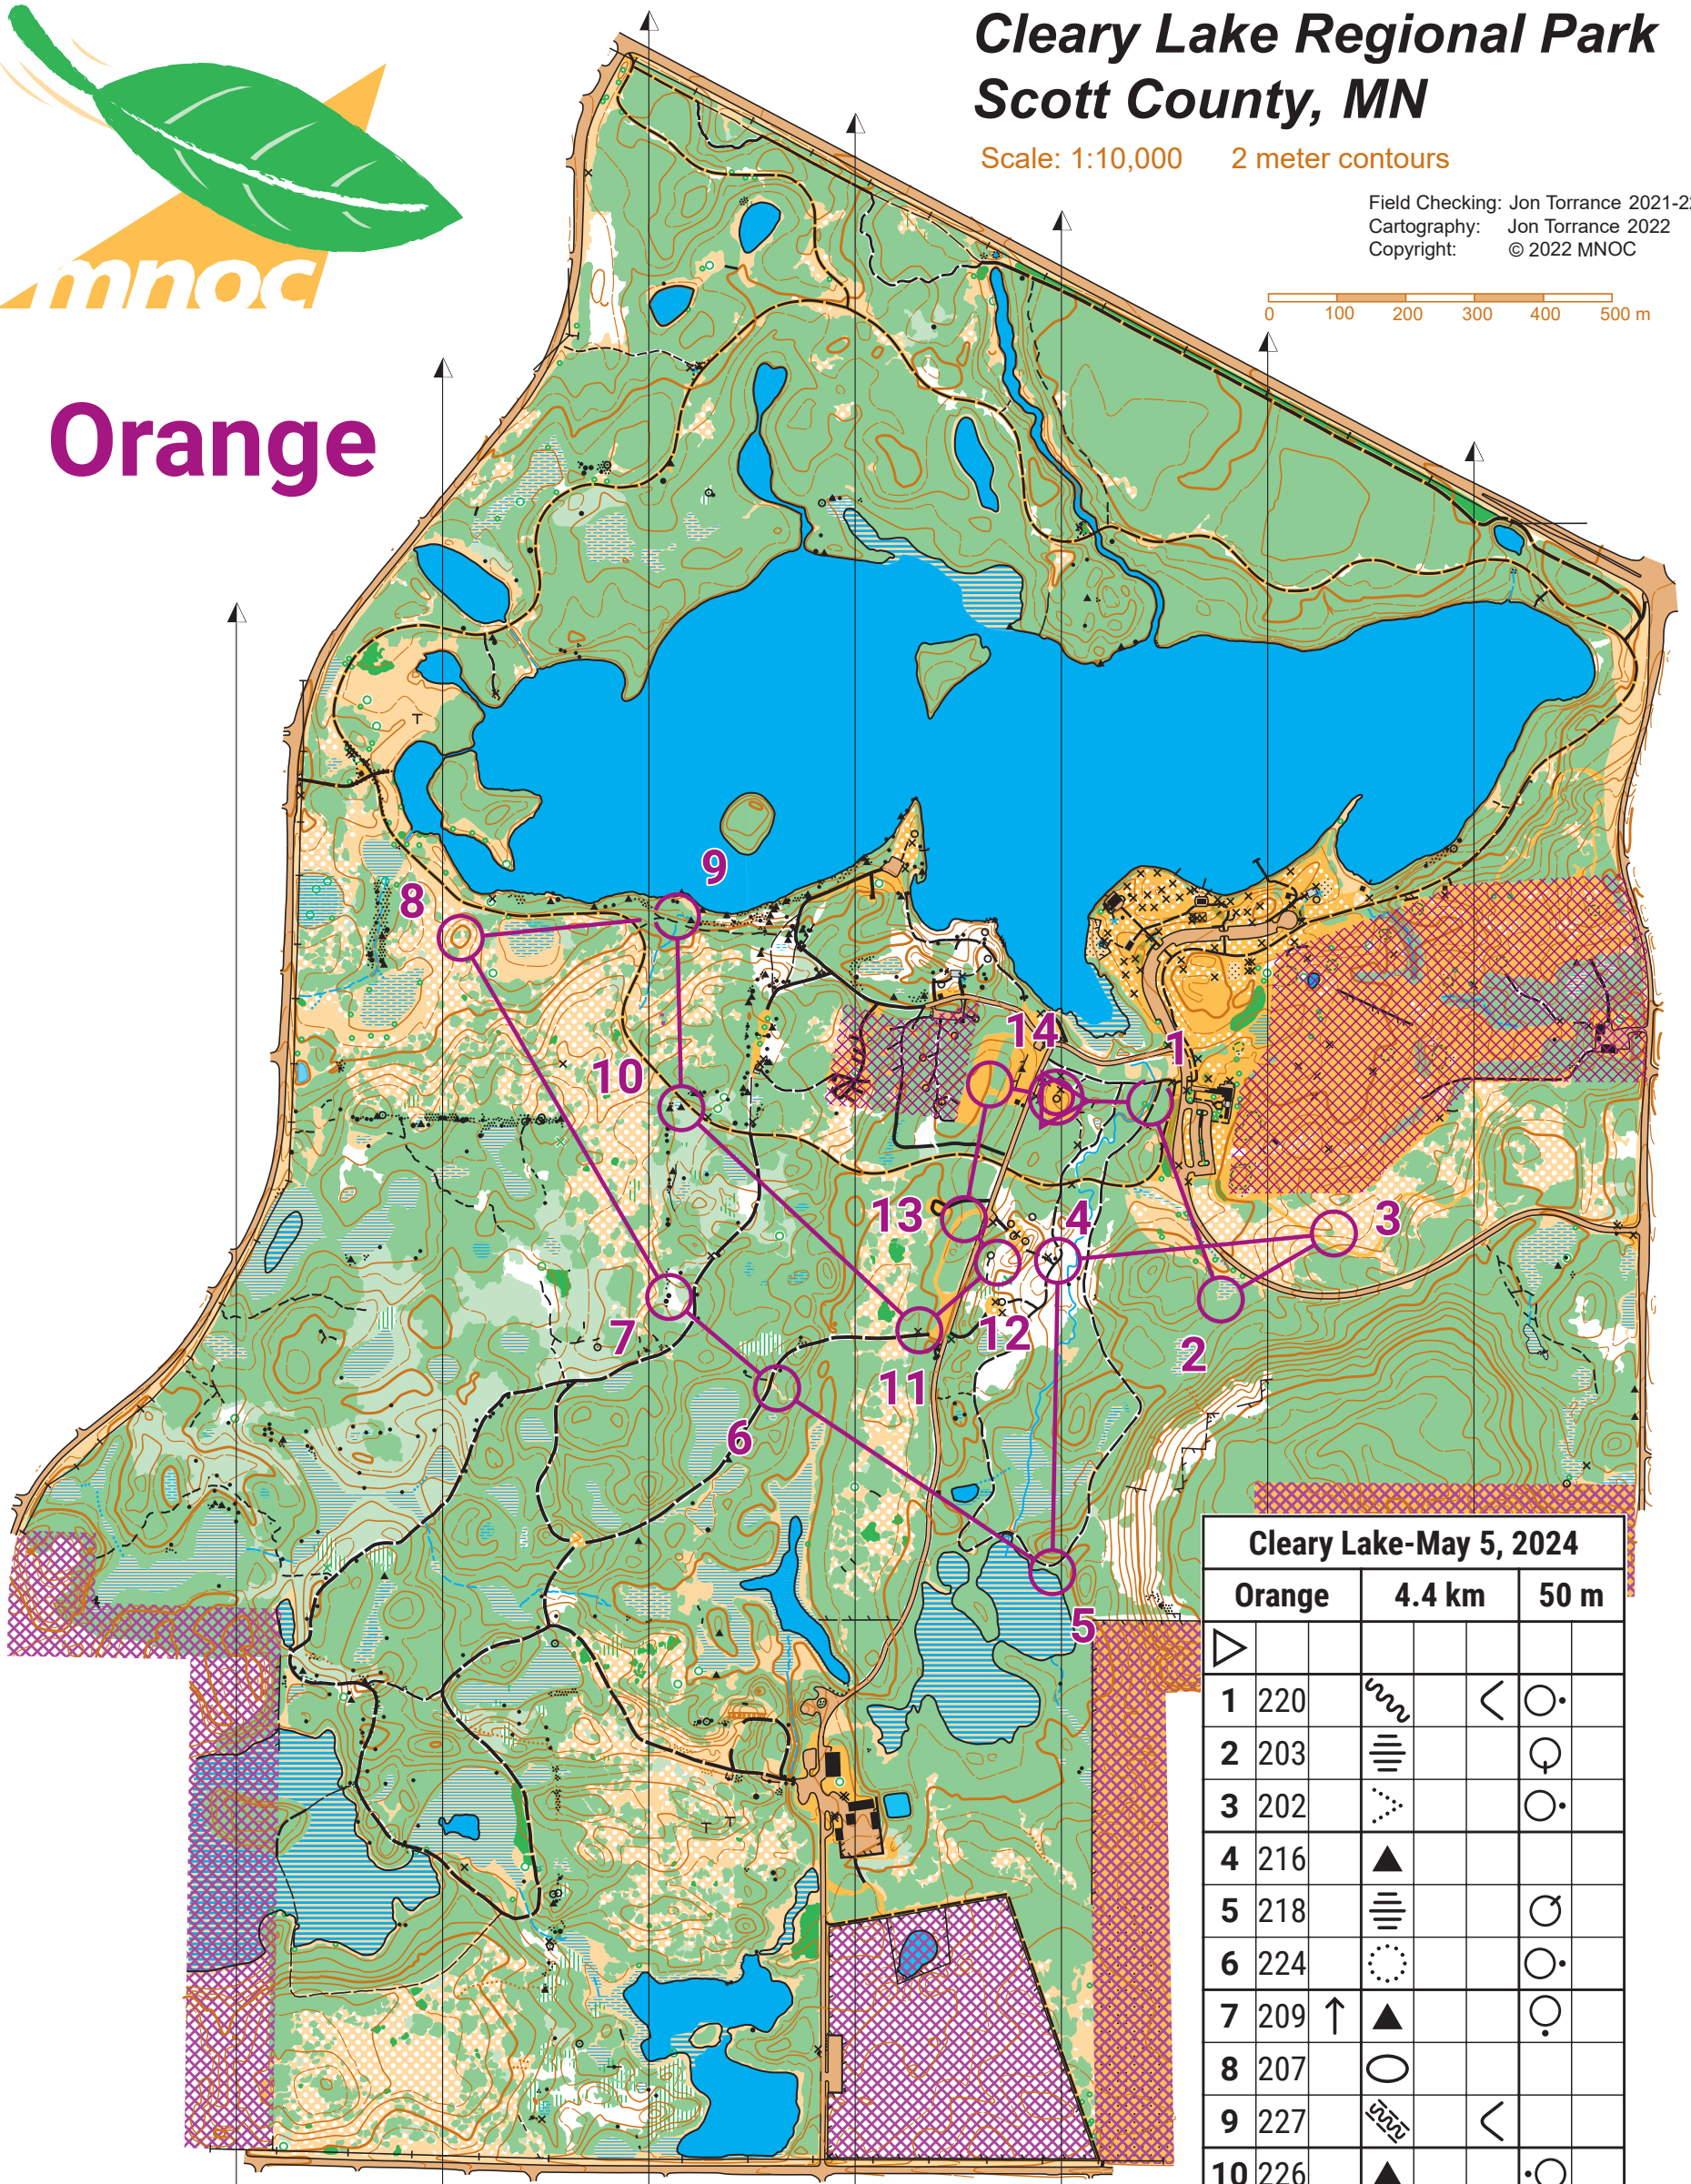 Cleary Lake Regional Park
Scott County, MN
Scale: 1:10,000 2 meter contours
Field Checking: Jon Torrance 2021-2
Cartography: Jon Torrance 2022
Copyright: © 2022 MNOC
0 100 200 300 400 500 m
mnoc
Orange
9
8
14
1
10
13
4
3
7
12
2
11
6
5
Cleary Lake-May 5, 2024
Orange 4.4 km 50 m
1 220
2 203
3 202
4 216
5 218
6 224
7 209
8 207
9 227
10 226